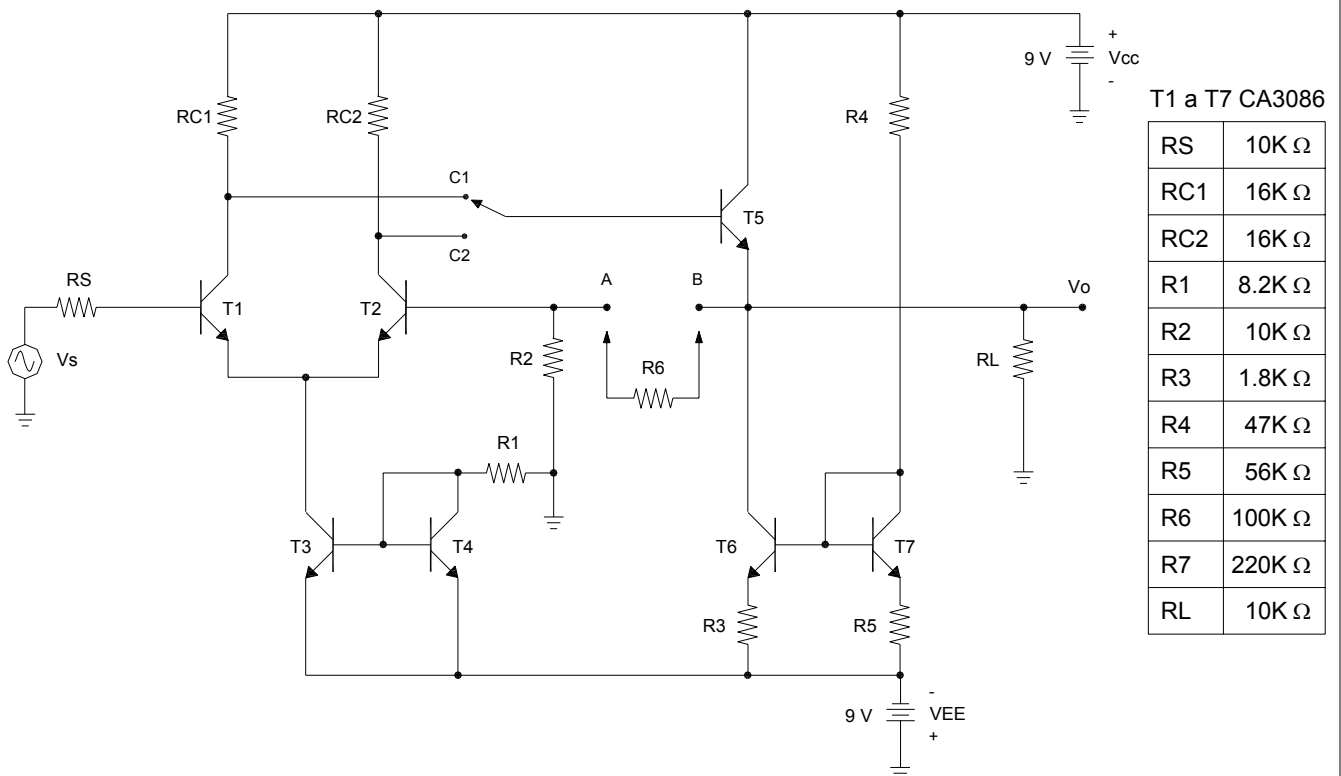 +
9 V
Vcc
-
RC1
RC2
R4
T1 a T7 CA3086
RS 10K Ω
RC1 16K Ω
RC2 16K Ω
R1 8.2K Ω
R2 10K Ω
R3 1.8K Ω
R4 47K Ω
R5 56K Ω
R6 100K Ω
R7 220K Ω
RL 10K Ω
C1
T5
C2
RS
A
B
Vo
T1
T2
Vs
R2
R6
RL
R1
T3
T4
T6
T7
R3
R5
-
9 V
VEE
+